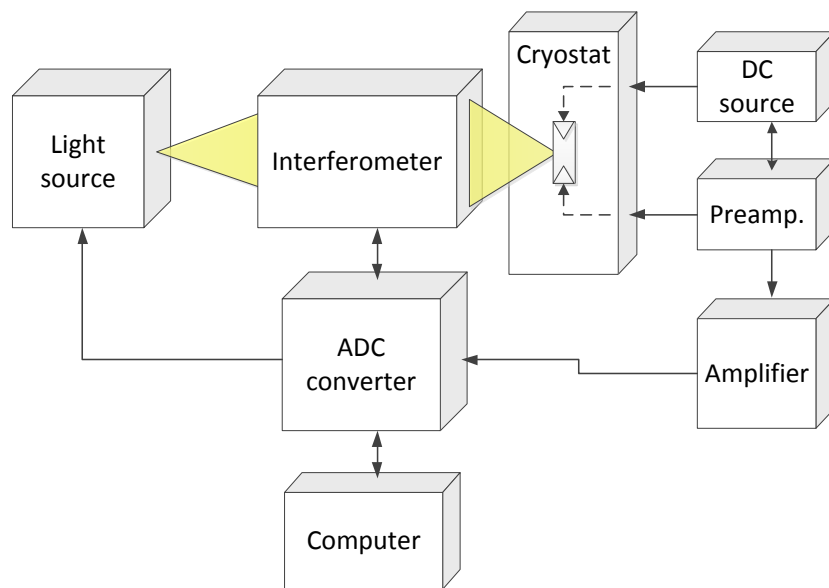 Cryostat
DC
source
Light
source
Interferometer
Preamp.
ADC
converter
Amplifier
Computer